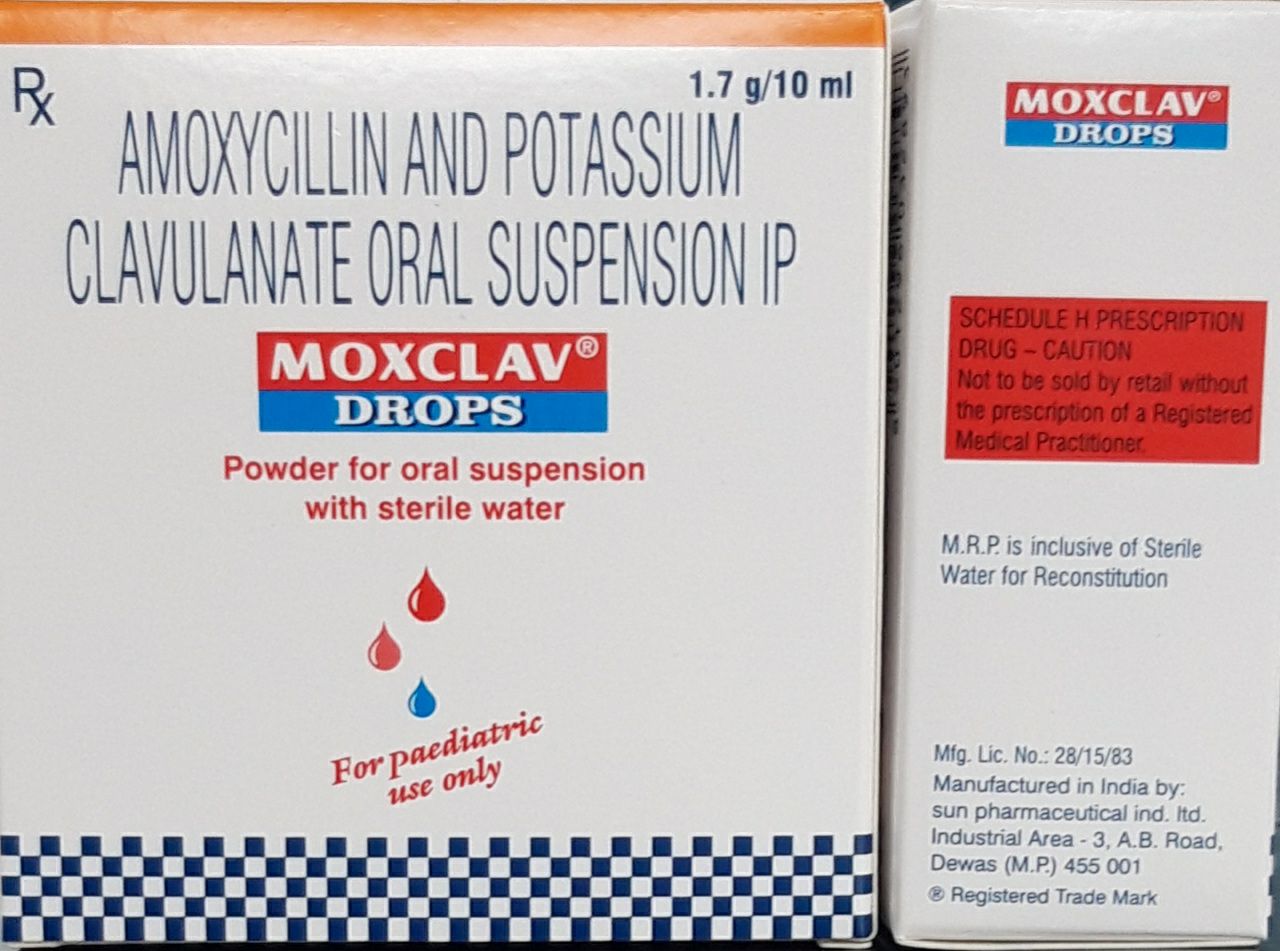 Rx
1.7 g/10 ml
AMOXYCILLIN AND POTASSIUM
CLAVULANATE ORAL SUSPENSION IP
MOXCLAV®
DROPS
Powder for oral suspension
with sterile water
For paediatric
use only
MOXCLAV®
DROPS
SCHEDULE H PRESCRIPTION
DRUG – CAUTION
Not to be sold by retail without
the prescription of a Registered
Medical Practitioner.
M.R.P. is inclusive of Sterile
Water for Reconstitution
Mfg. Lic. No.: 28/15/83
Manufactured in India by:
sun pharmaceutical ind. ltd.
Industrial Area - 3, A.B. Road,
Dewas (M.P.) 455 001
® Registered Trade Mark